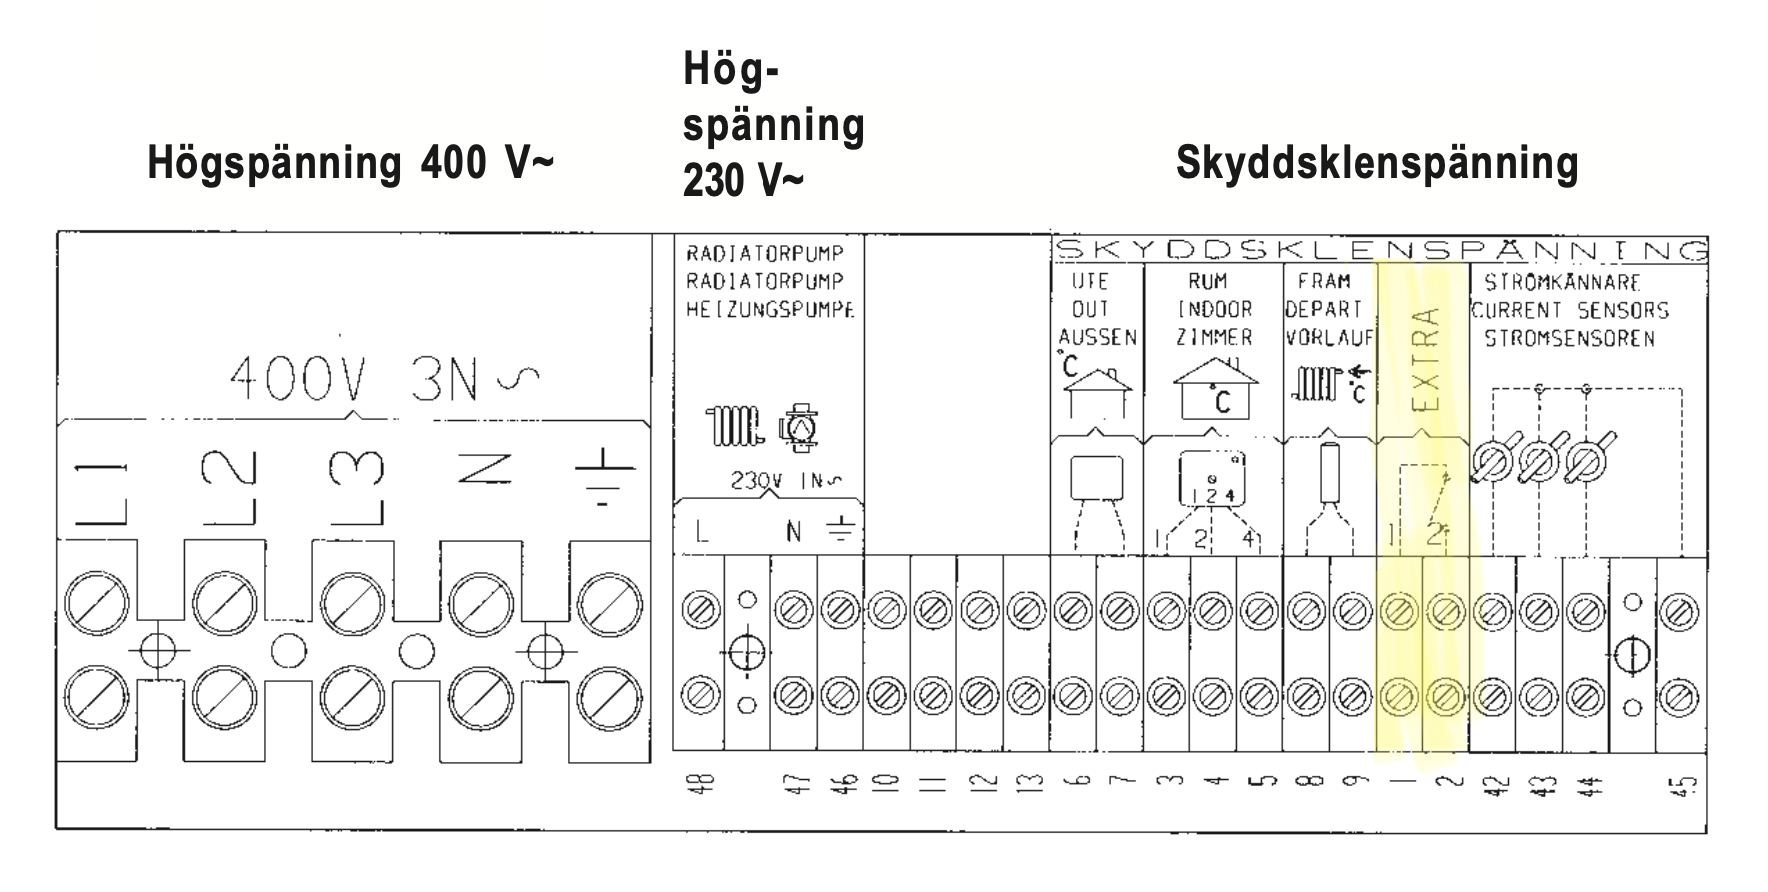 Högspänning 400 V~
Hög-
spänning
230 V~
Skyddsklenspänning
400V 3N~
L1 L2 L3 N
RADIATORPUMP
RADIATORPUMP
HEIZUNGSPUMPE
230V 1N~
L N
SKYDDSKLENSPÄNNING
UTE
OUT
AUSSEN
°C
RUM
INDOOR
ZIMMER
°C
1 2 4
1 2 4
FRAM
DEPART
VORLAUF
°C
EXTRA
1 2
STRÖMKÄNNARE
CURRENT SENSORS
STROMSENSOREN
48 47 46 10 11 12 13 6 7 3 4 5 8 9 1 2 42 43 44 45